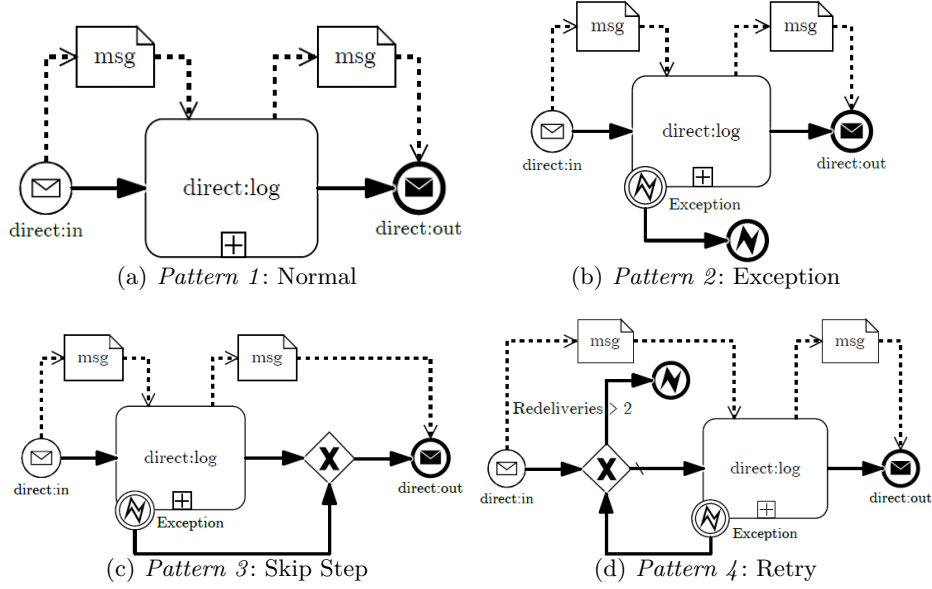 msg
msg
direct:log
direct:in
direct:out
(a) Pattern 1: Normal
msg
msg
direct:log
direct:in
direct:out
Exception
(b) Pattern 2: Exception
msg
msg
direct:log
X
direct:in
direct:out
Exception
(c) Pattern 3: Skip Step
msg
msg
Redeliveries > 2
X
direct:log
direct:in
direct:out
Exception
(d) Pattern 4: Retry